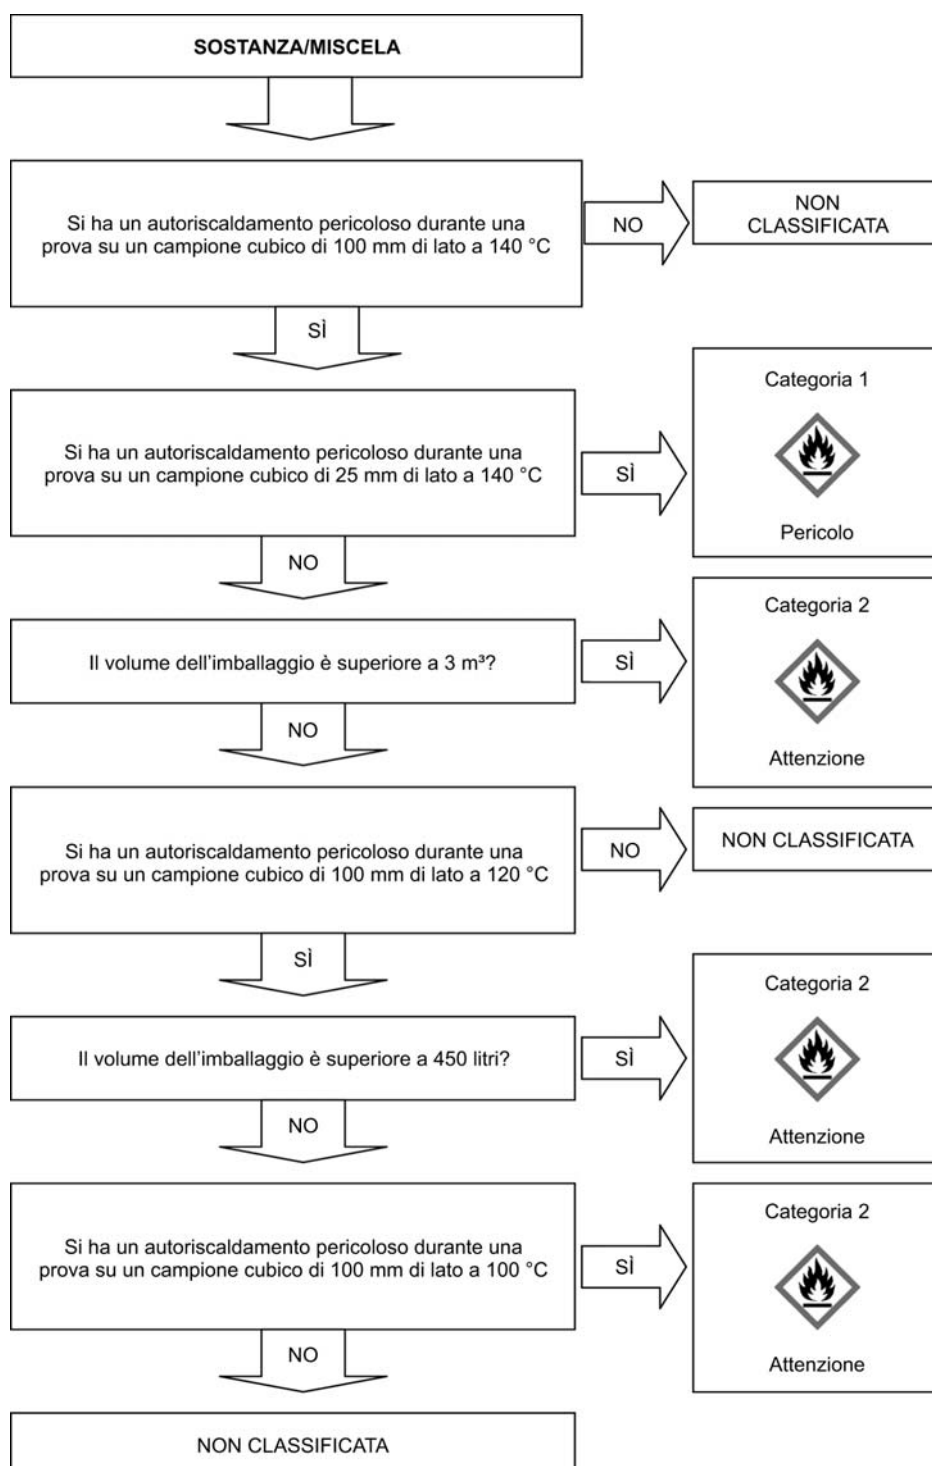 SOSTANZA/MISCELA
Si ha un autoriscaldamento pericoloso durante una
prova su un campione cubico di 100 mm di lato a 140 °C
NO
NON
CLASSIFICATA
SÌ
Si ha un autoriscaldamento pericoloso durante una
prova su un campione cubico di 25 mm di lato a 140 °C
SÌ
Categoria 1
Pericolo
NO
Il volume dell'imballaggio è superiore a 3 m³?
SÌ
Categoria 2
Attenzione
NO
Si ha un autoriscaldamento pericoloso durante una
prova su un campione cubico di 100 mm di lato a 120 °C
NO
NON CLASSIFICATA
SÌ
Il volume dell'imballaggio è superiore a 450 litri?
SÌ
Categoria 2
Attenzione
NO
Si ha un autoriscaldamento pericoloso durante una
prova su un campione cubico di 100 mm di lato a 100 °C
SÌ
Categoria 2
Attenzione
NO
NON CLASSIFICATA